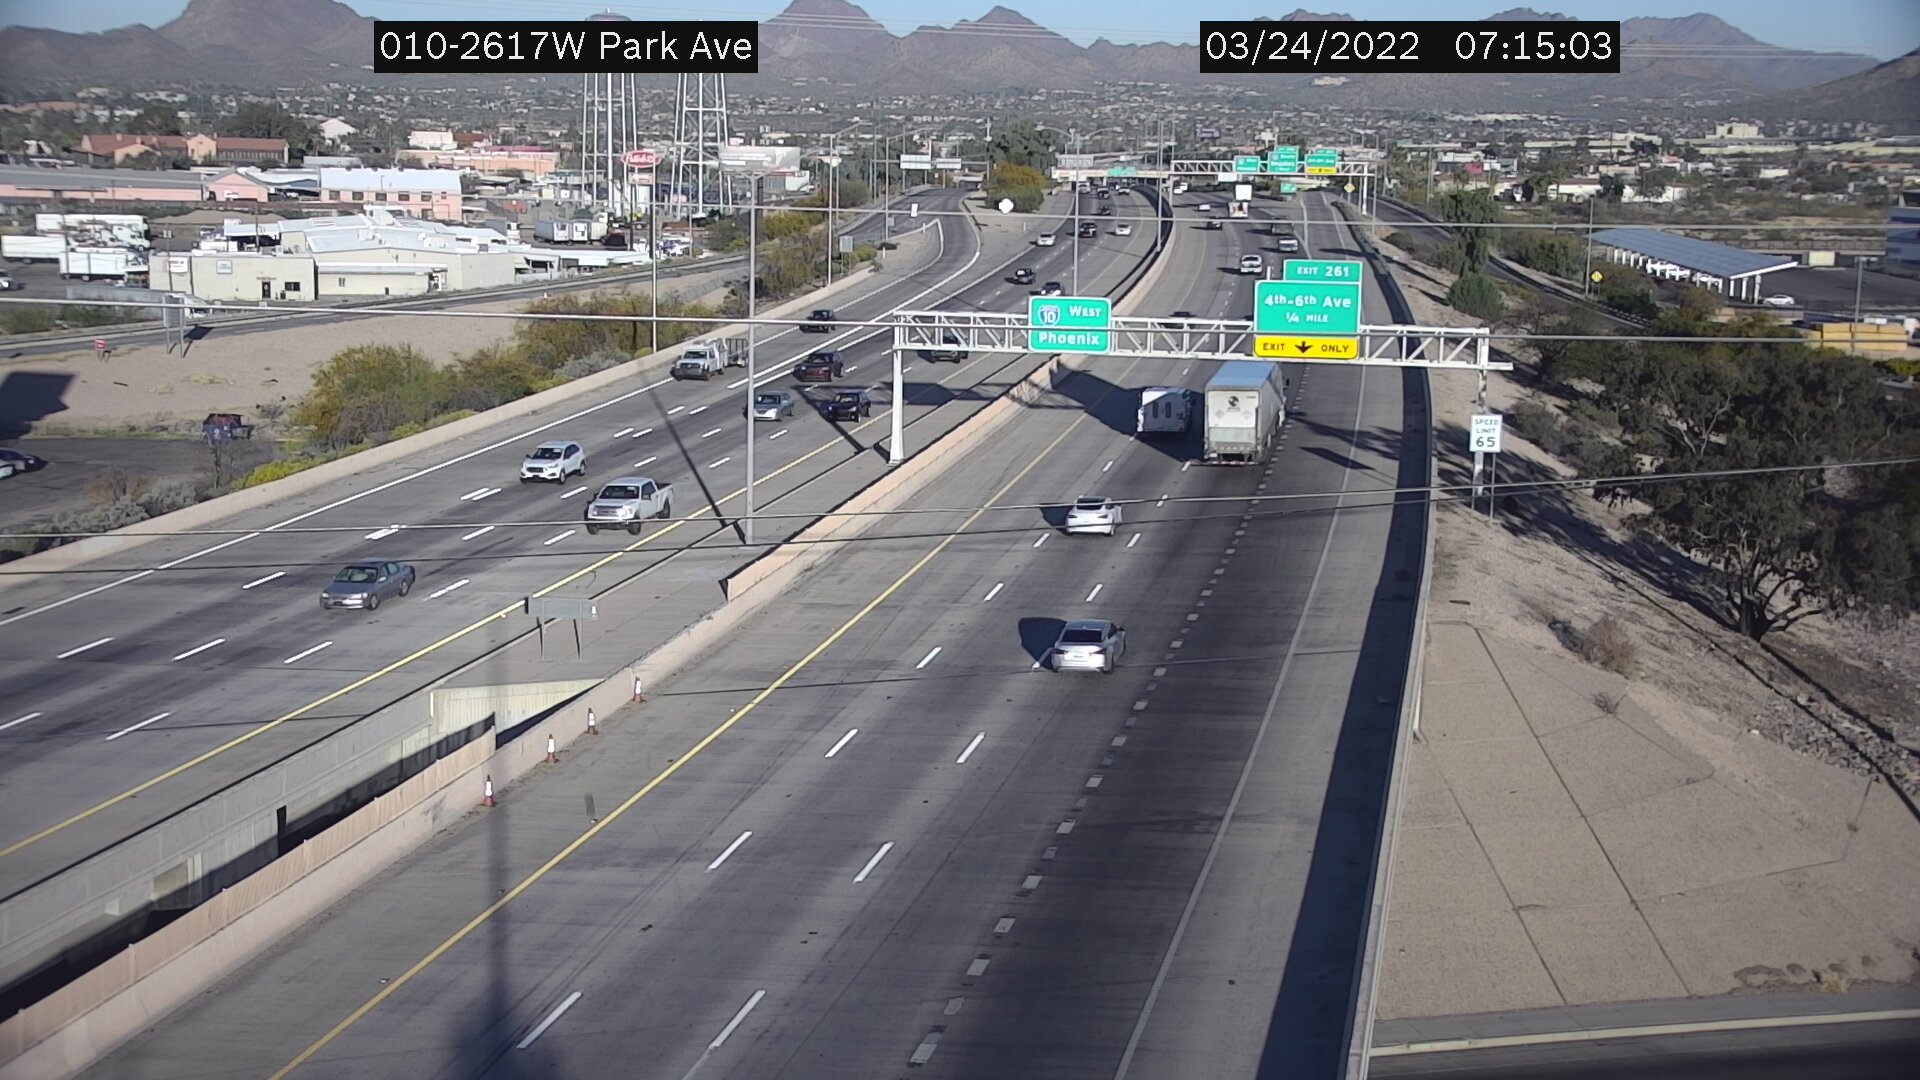 010-2617W Park Ave
03/24/2022 07:15:03
EXIT 261
4th-6th Ave
1/4 MILE
EXIT ONLY
10 WEST
Phoenix
SPEED
LIMIT
65